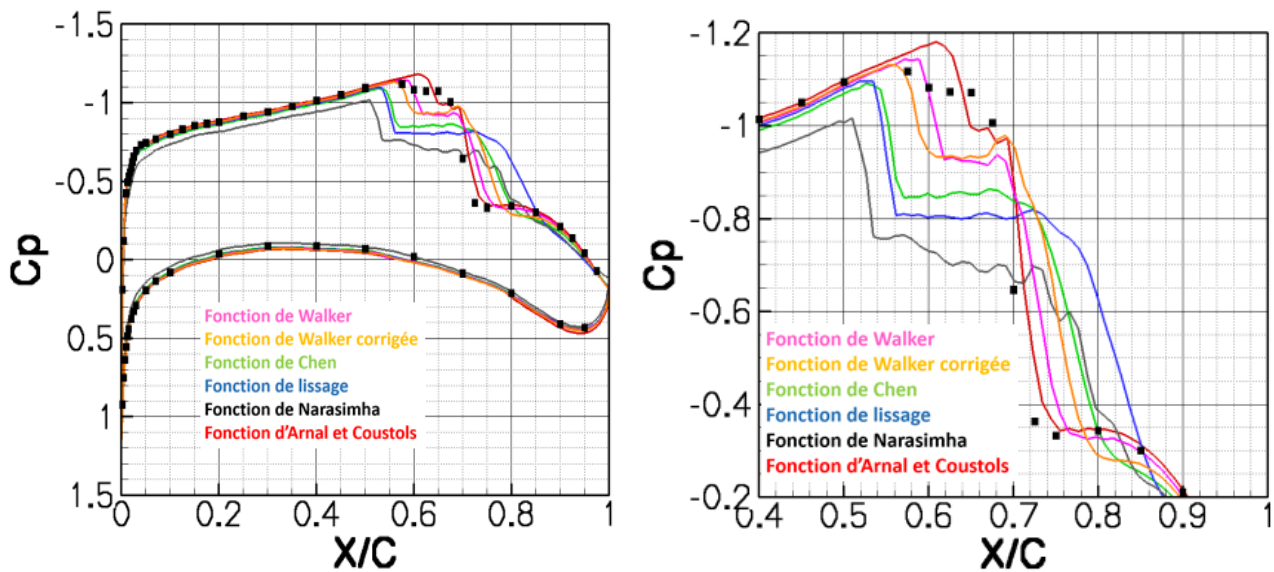 -1.5
-1
-0.5
0
0.5
1
1.5
Cp
Fonction de Walker
Fonction de Walker corrigée
Fonction de Chen
Fonction de lissage
Fonction de Narasimha
Fonction d'Arnal et Coustols
0 0.2 0.4 0.6 0.8 1
X/C
-1.2
-1
-0.8
-0.6
-0.4
-0.2
Cp
Fonction de Walker
Fonction de Walker corrigée
Fonction de Chen
Fonction de lissage
Fonction de Narasimha
Fonction d'Arnal et Coustols
0.4 0.5 0.6 0.7 0.8 0.9 1
X/C